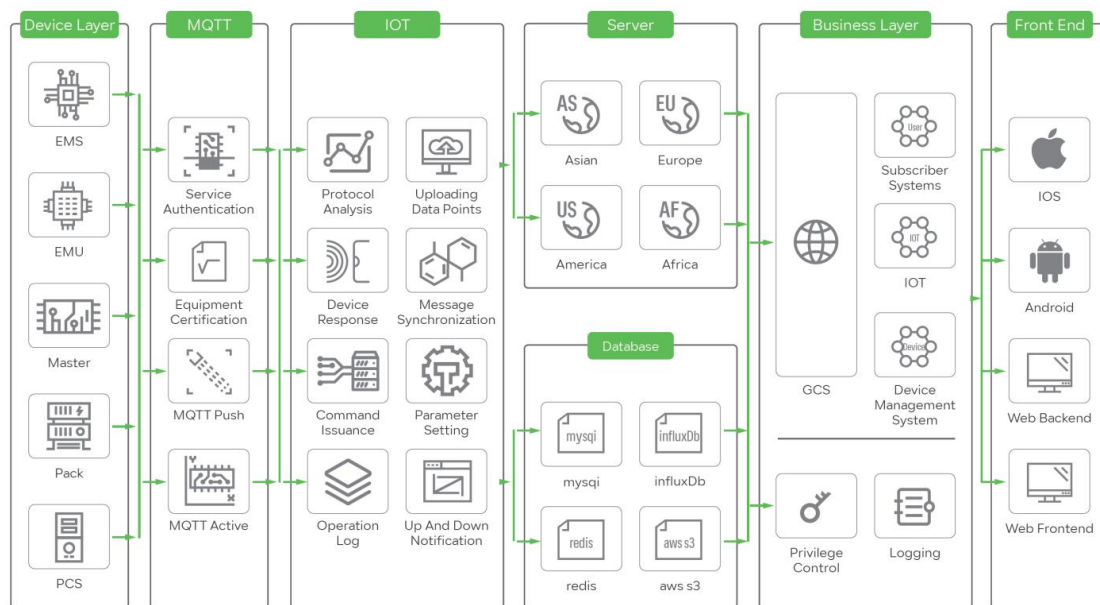 Device Layer
EMS
EMU
Master
Pack
PCS
MQTT
Service
Authentication
Equipment
Certification
MQTT Push
Y
X
MQTT Active
IOT
Protocol
Analysis
Uploading
Data Points
Device
Response
Message
Synchronization
Command
Issuance
Parameter
Setting
Operation
Log
Up And Down
Notification
Server
AS
Asian
EU
Europe
US
America
AF
Africa
Database
mysqi
mysqi
influxDb
influxDb
redis
redis
aws s3
aws s3
Business Layer
GCS
User
Subscriber
Systems
IOT
IOT
Device
Device
Management
System
Privilege
Control
Logging
Front End
IOS
Android
Web Backend
Web Frontend